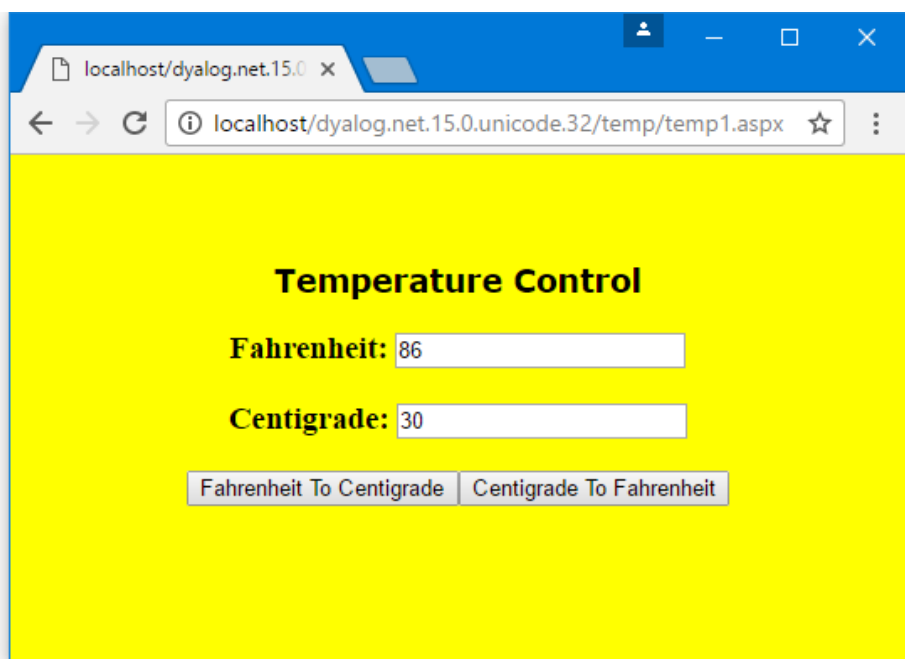 localhost/dyalog.net.15.0
localhost/dyalog.net.15.0.unicode.32/temp/temp1.aspx
Temperature Control
Fahrenheit: 86
Centigrade: 30
Fahrenheit To Centigrade Centigrade To Fahrenheit